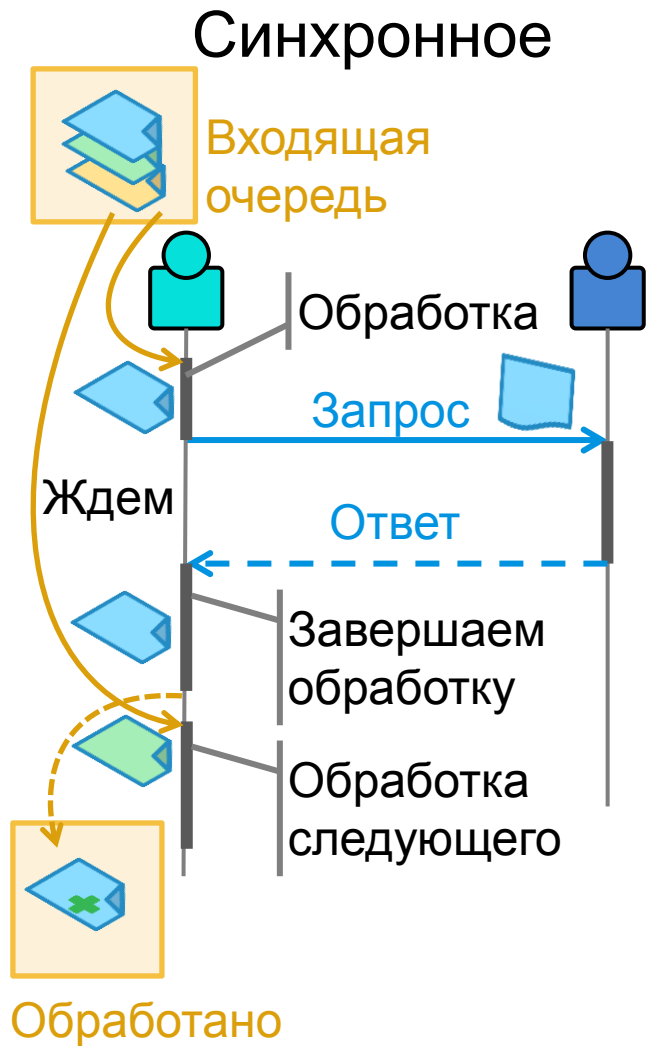 Синхронное
Входящая
очередь
Обработка
Запрос
Ждем
Ответ
Завершаем
обработку
Обработка
следующего
Обработано